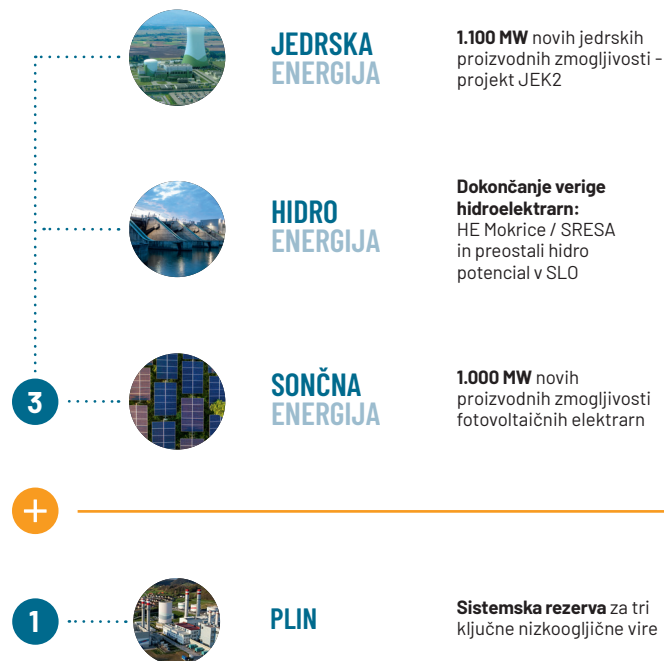 JEDRSKA
ENERGIJA
1.100 MW novih jedrskih
proizvodnih zmogljivosti -
projekt JEK2
HIDRO
ENERGIJA
Dokončanje verige
hidroelektrarn:
HE Mokrice / SRESA
in preostali hidro
potencial v SLO
3
SONČNA
ENERGIJA
1.000 MW novih
proizvodnih zmogljivosti
fotovoltaičnih elektrarn
+
1
PLIN
Sistemska rezerva za tri
ključne nizkoogljične vire